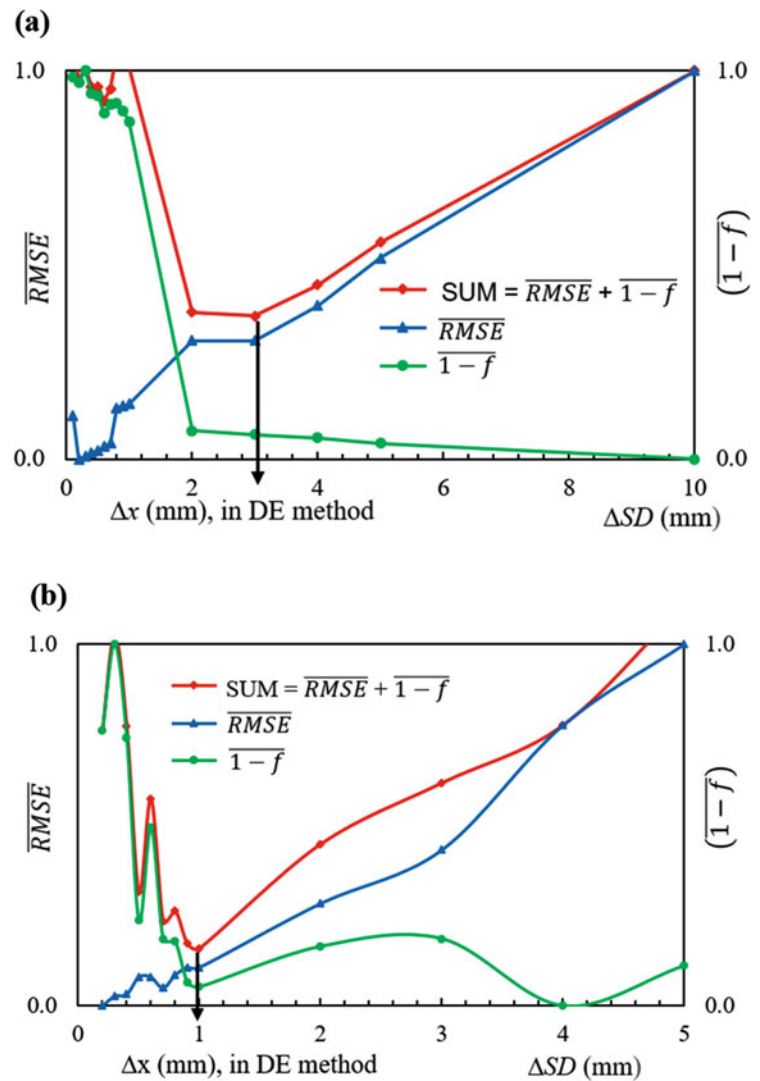 (a)
1.0
1.0
RMSE
(1 − f)
SUM = RMSE + 1 − f
RMSE
1 − f
0.0
0.0
0
2
4
6
8
10
Δx (mm), in DE method
ΔSD (mm)
(b)
1.0
1.0
SUM = RMSE + 1 − f
RMSE
1 − f
RMSE
(1 − f)
0.0
0.0
0
1
2
3
4
5
Δx (mm), in DE method
ΔSD (mm)